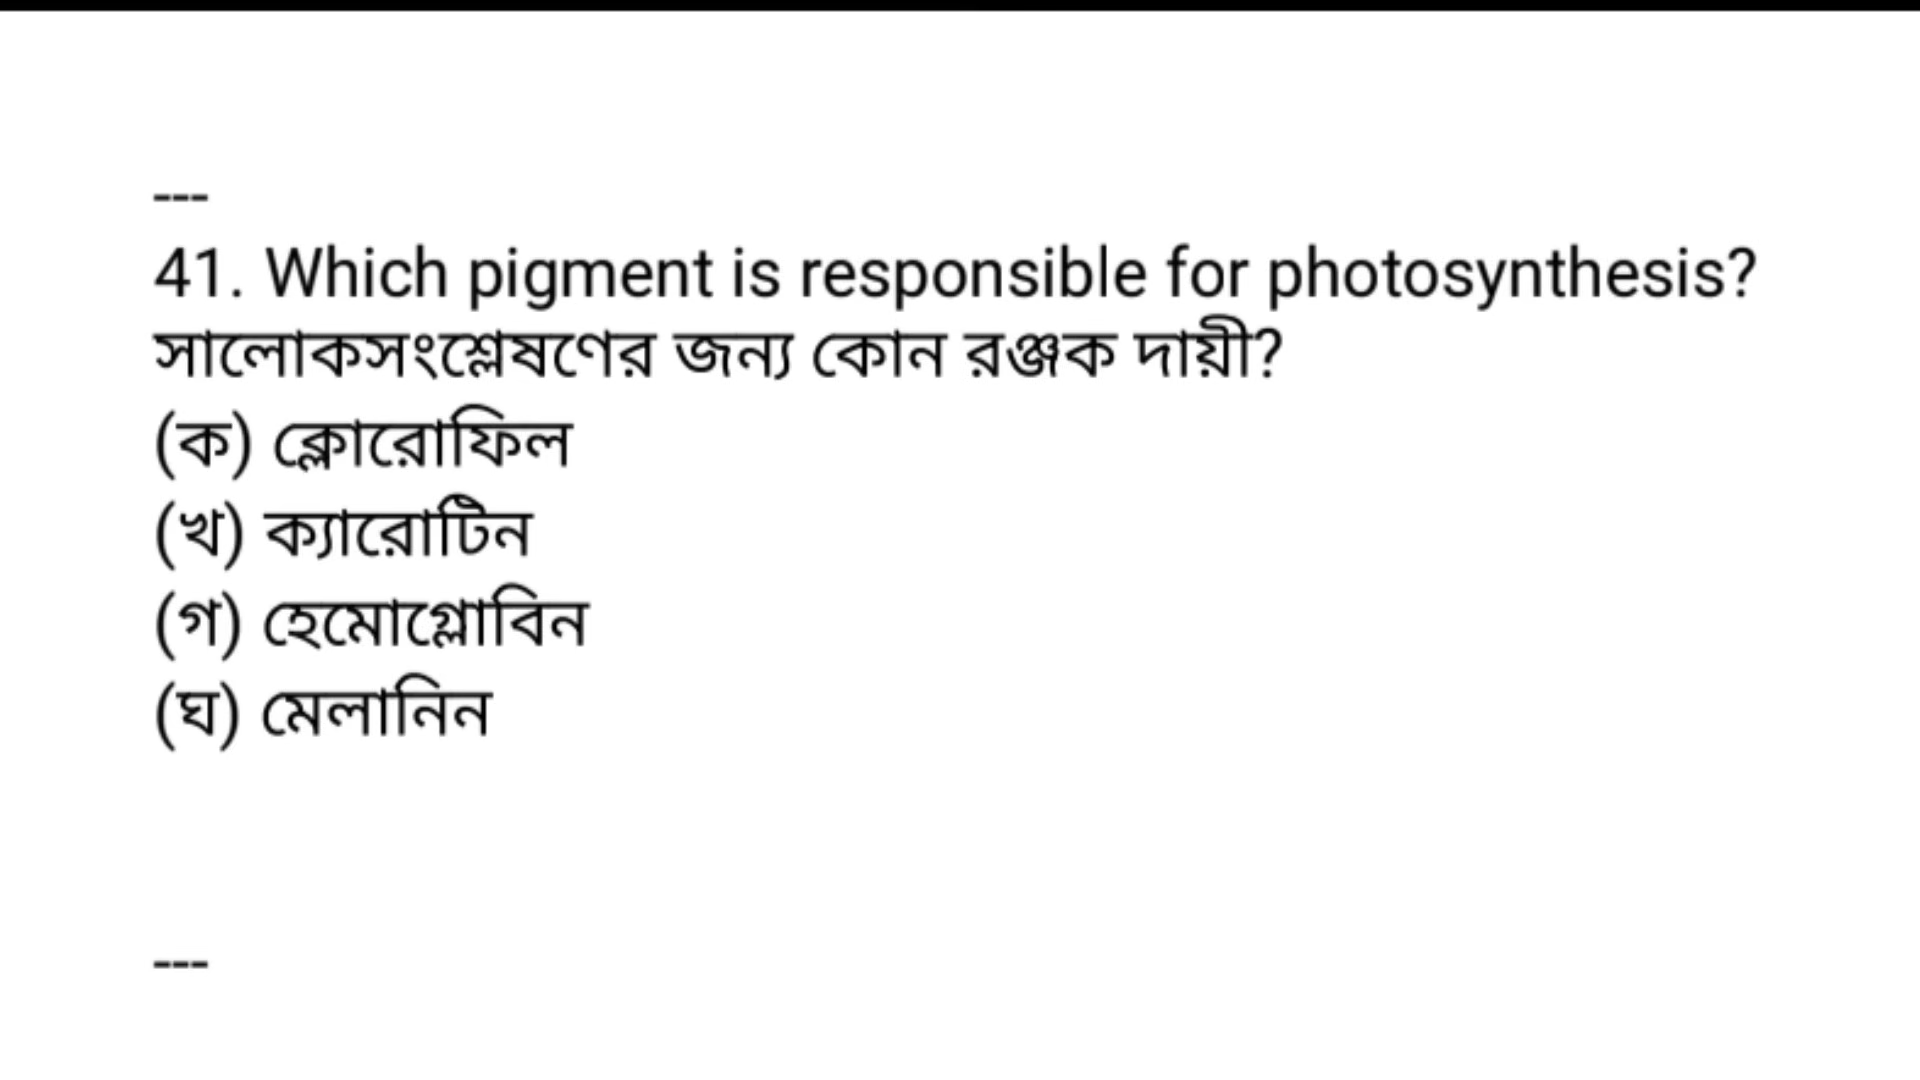 ---
41. Which pigment is responsible for photosynthesis?
সালোকসংশ্লেষণের জন্য কোন রঞ্জক দায়ী?
(ক) ক্লোরোফিল
(খ) ক্যারোটিন
(গ) হেমোগ্লোবিন
(ঘ) মেলানিন
---